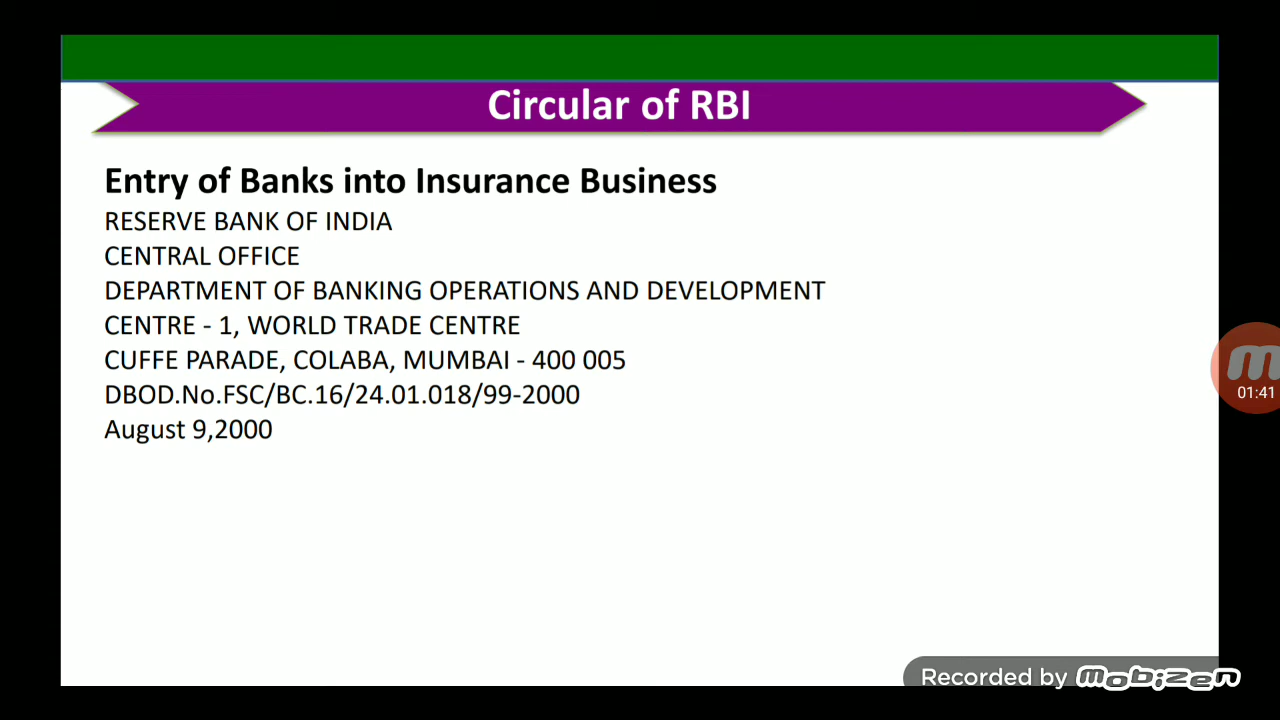 Circular of RBI
Entry of Banks into Insurance Business
RESERVE BANK OF INDIA
CENTRAL OFFICE
DEPARTMENT OF BANKING OPERATIONS AND DEVELOPMENT
CENTRE - 1, WORLD TRADE CENTRE
CUFFE PARADE, COLABA, MUMBAI - 400 005
DBOD.No.FSC/BC.16/24.01.018/99-2000
August 9,2000
01:41
Recorded by mobizen